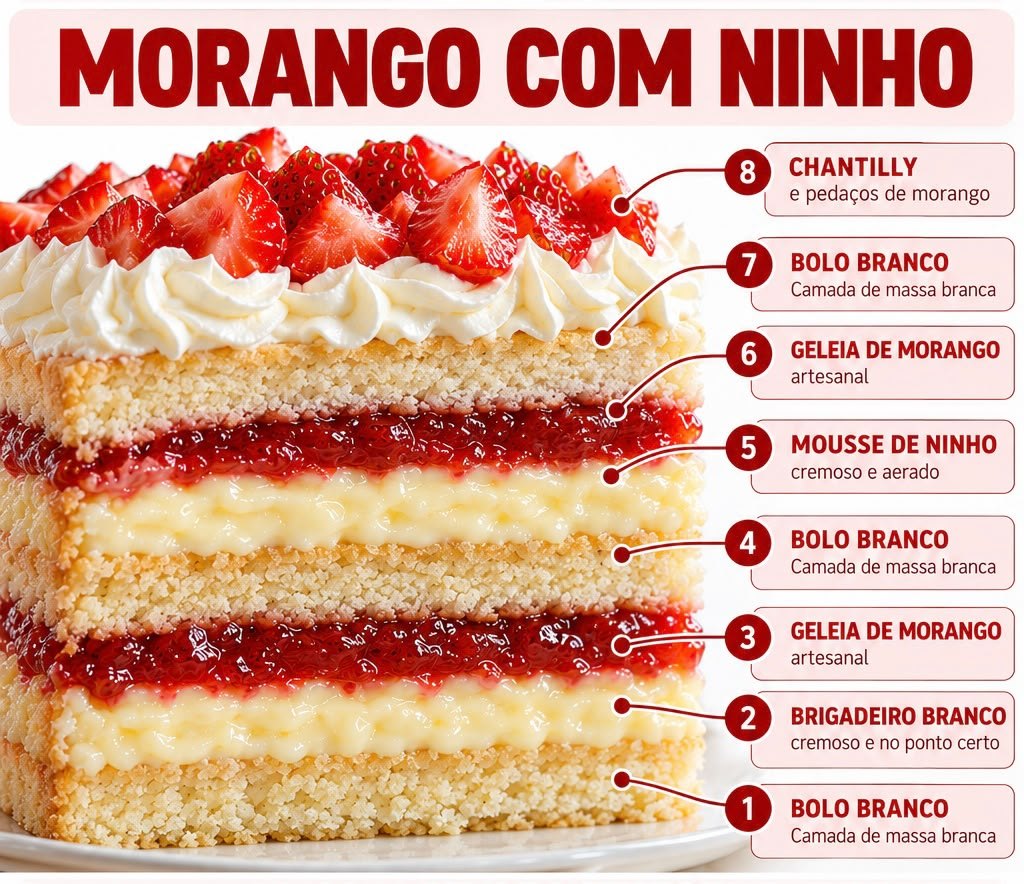 MORANGO COM NINHO
8 CHANTILLY
e pedaços de morango
7 BOLO BRANCO
Camada de massa branca
6 GELEIA DE MORANGO
artesanal
5 MOUSSE DE NINHO
cremoso e aerado
4 BOLO BRANCO
Camada de massa branca
3 GELEIA DE MORANGO
artesanal
2 BRIGADEIRO BRANCO
cremoso e no ponto certo
1 BOLO BRANCO
Camada de massa branca